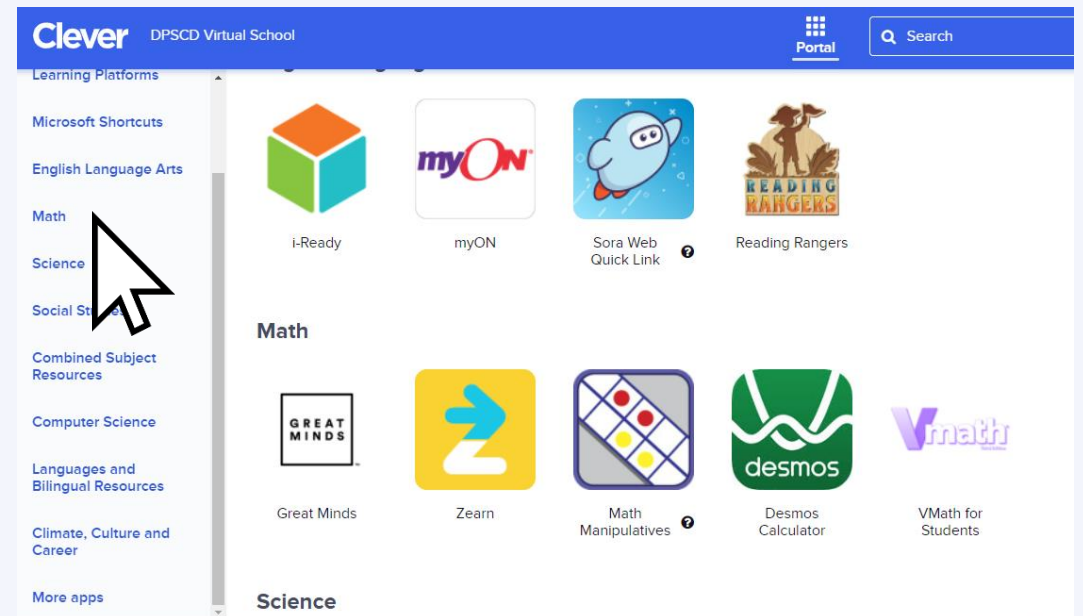 Clever DPSCD Virtual School
Portal
Search
Learning Platforms
Microsoft Shortcuts
English Language Arts
Math
Science
Social
Combined Subject
Resources
Computer Science
Languages and
Bilingual Resources
Climate, Culture and
Career
More apps
myON
READING
RANGERS
i-Ready
myON
Sora Web
Quick Link
Reading Rangers
Math
GREAT
MINDS
desmos
Vmath
Great Minds
Zearn
Math
Manipulatives
Desmos
Calculator
VMath for
Students
Science